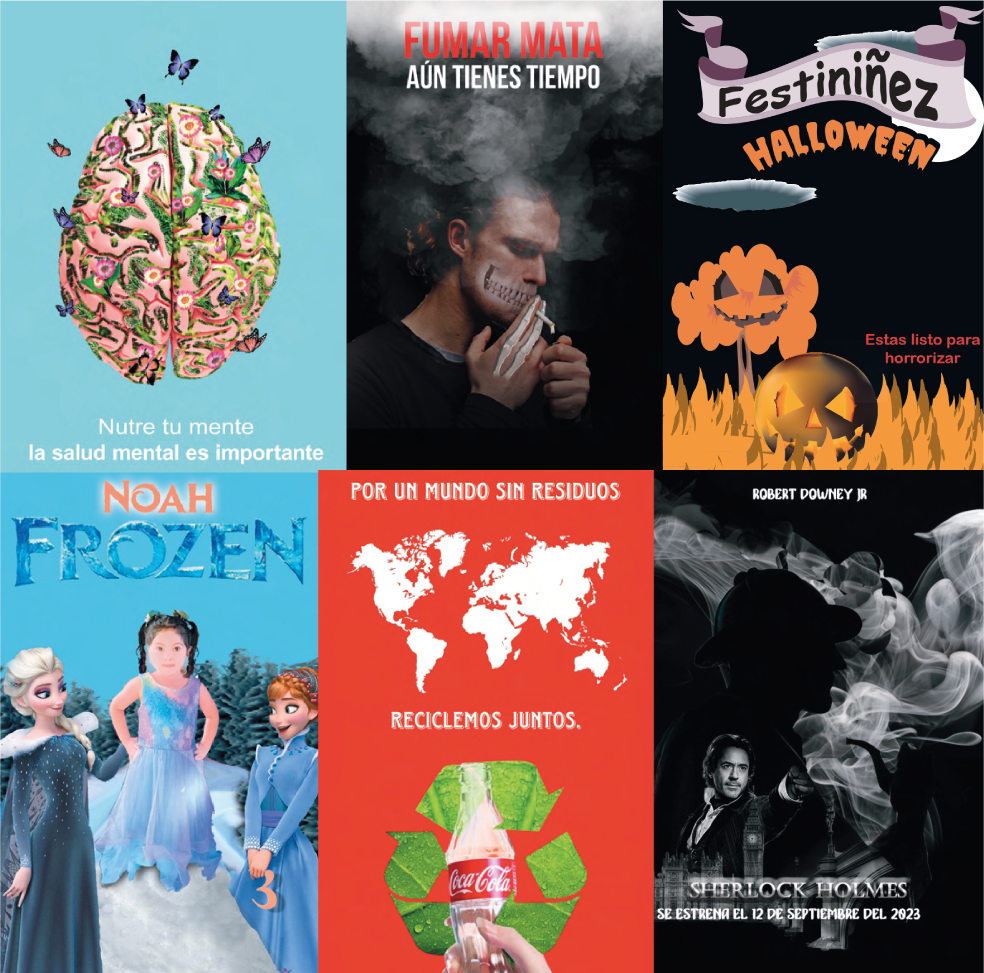 Nutre tu mente
la salud mental es importante
FUMAR MATA
AÚN TIENES TIEMPO
Festiniñez
HALLOWEEN
Estas listo para
horrorizar
NOAH
FROZEN
3
POR UN MUNDO SIN RESIDUOS
RECICLEMOS JUNTOS.
Coca-Cola
ROBERT DOWNEY JR
SHERLOCK HOLMES
SE ESTRENA EL 12 DE SEPTIEMBRE DEL 2023